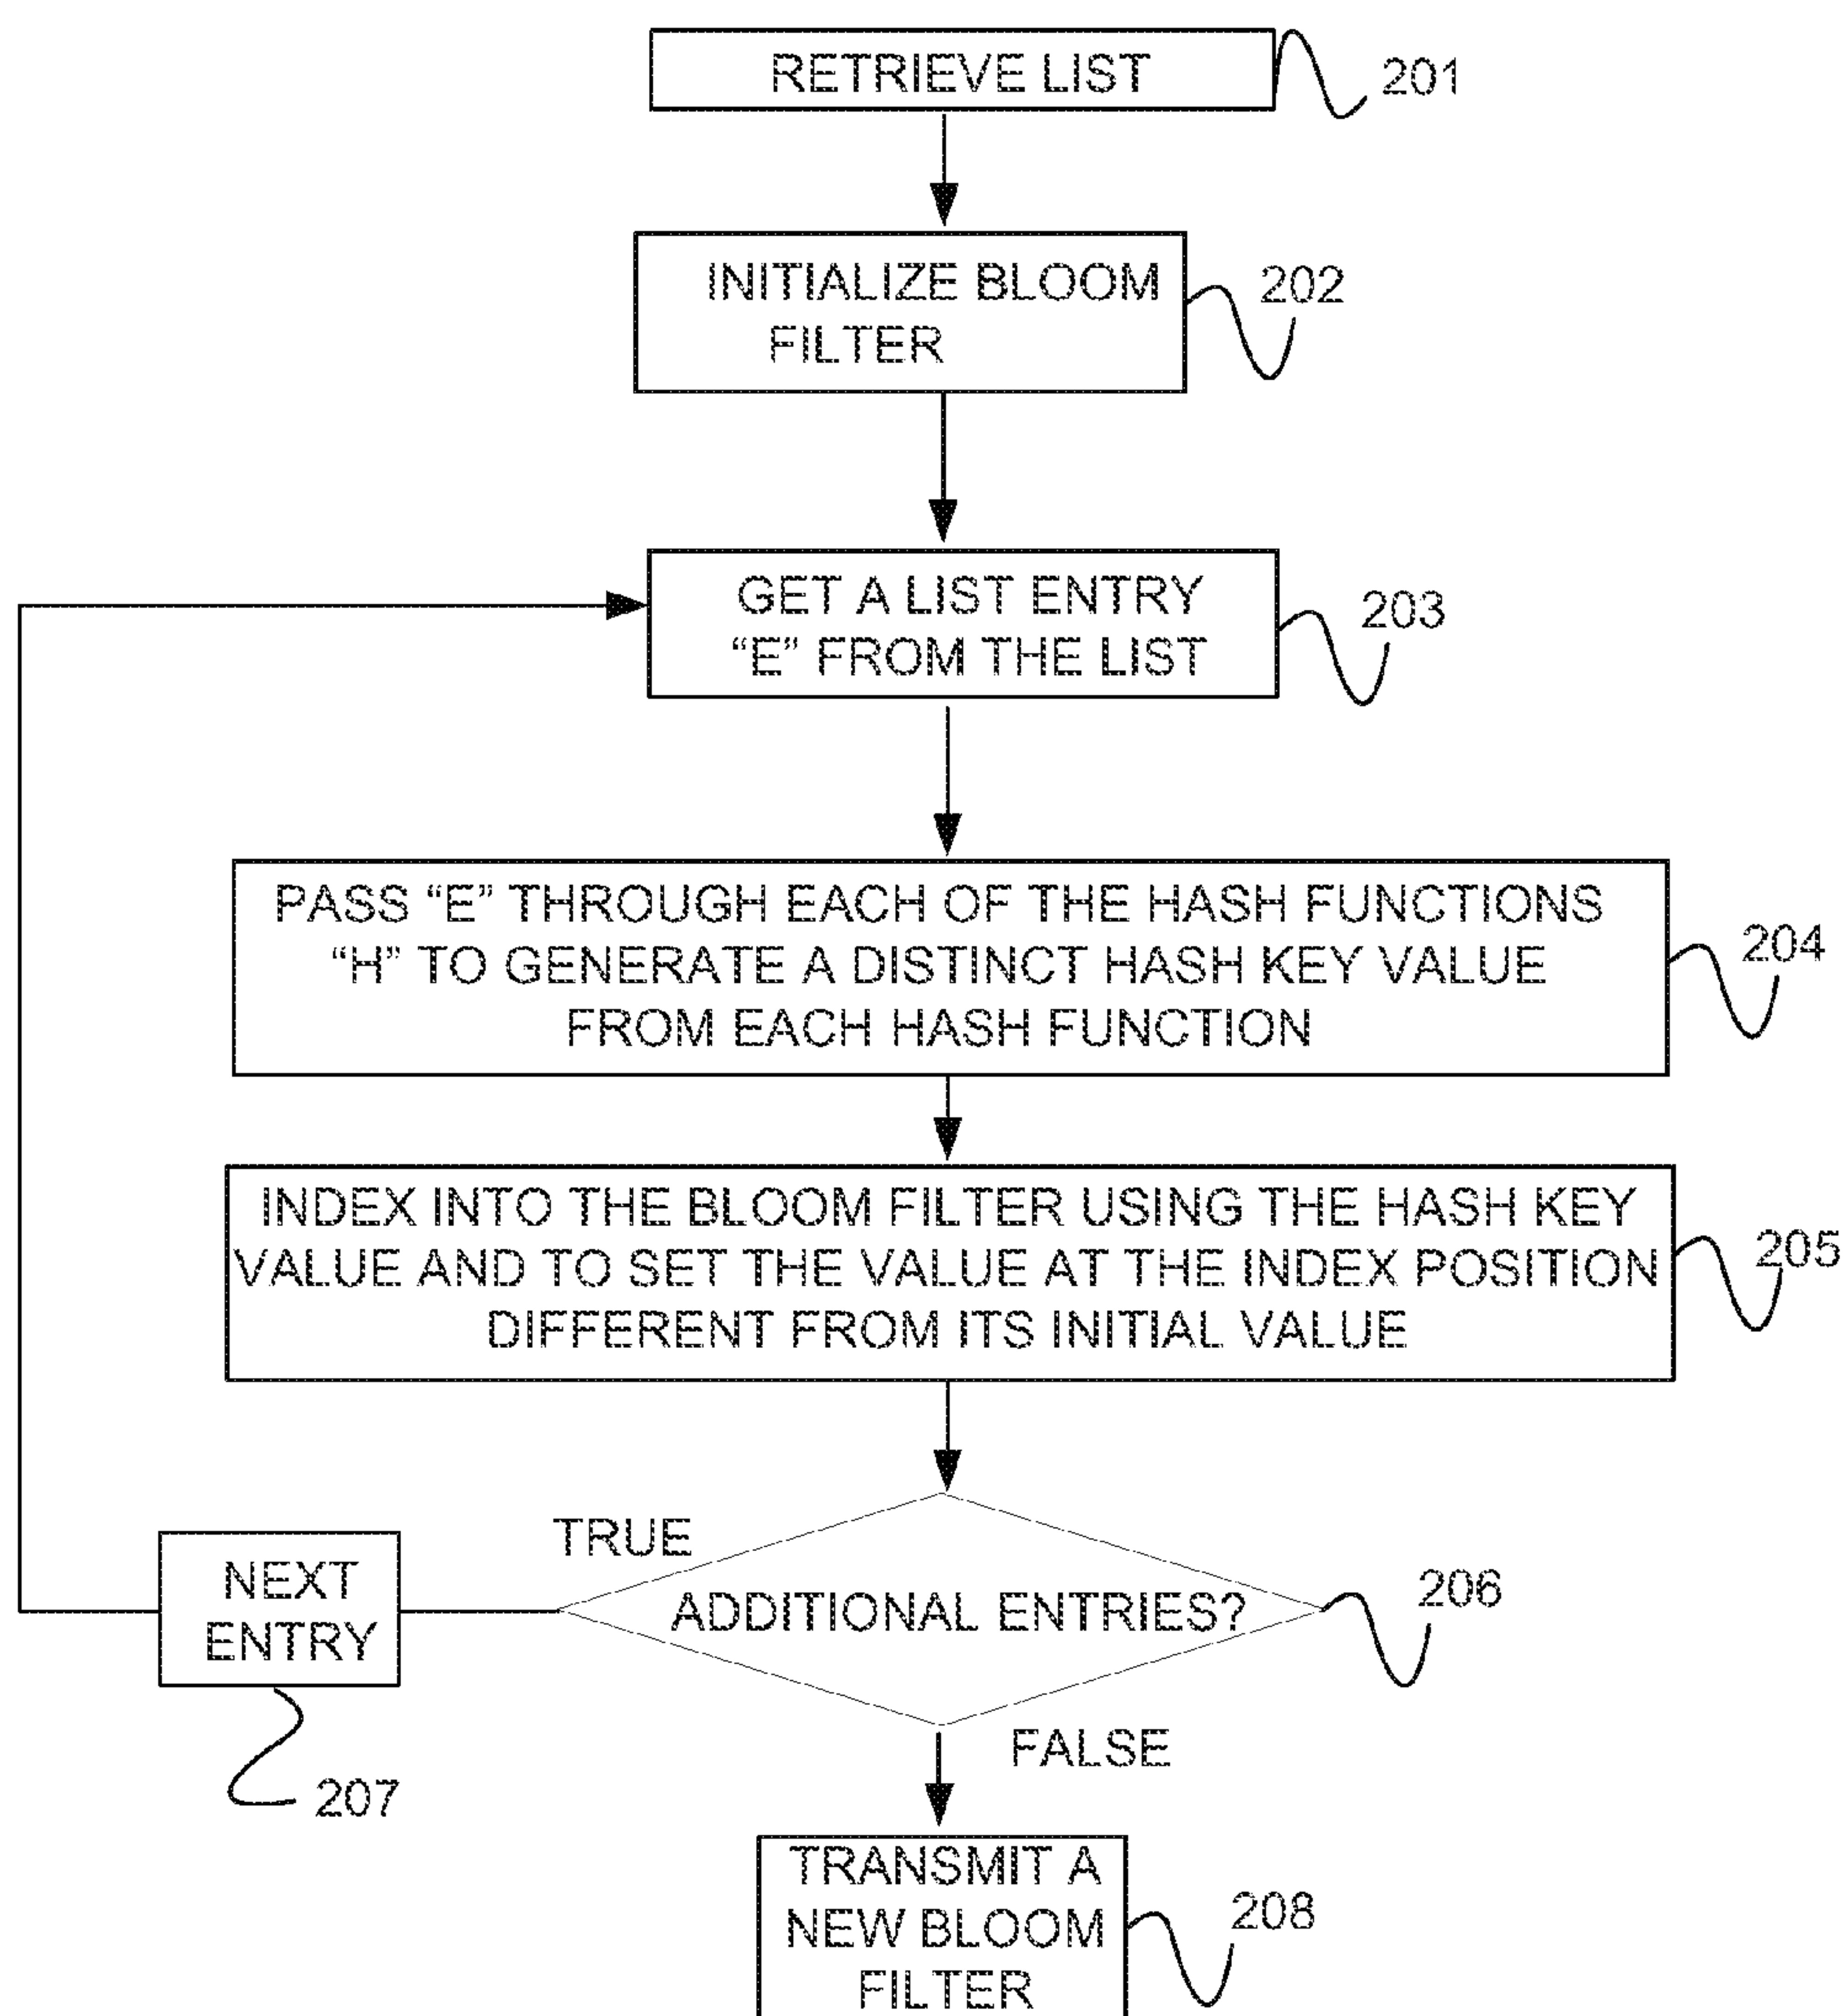 RETRIEVE LIST
201
INITIALIZE BLOOM
FILTER
202
GET A LIST ENTRY
“E” FROM THE LIST
203
PASS “E” THROUGH EACH OF THE HASH FUNCTIONS
“H” TO GENERATE A DISTINCT HASH KEY VALUE
FROM EACH HASH FUNCTION
204
INDEX INTO THE BLOOM FILTER USING THE HASH KEY
VALUE AND TO SET THE VALUE AT THE INDEX POSITION
DIFFERENT FROM ITS INITIAL VALUE
205
TRUE
NEXT
ENTRY
ADDITIONAL ENTRIES?
206
FALSE
207
TRANSMIT A
NEW BLOOM
FILTER
208